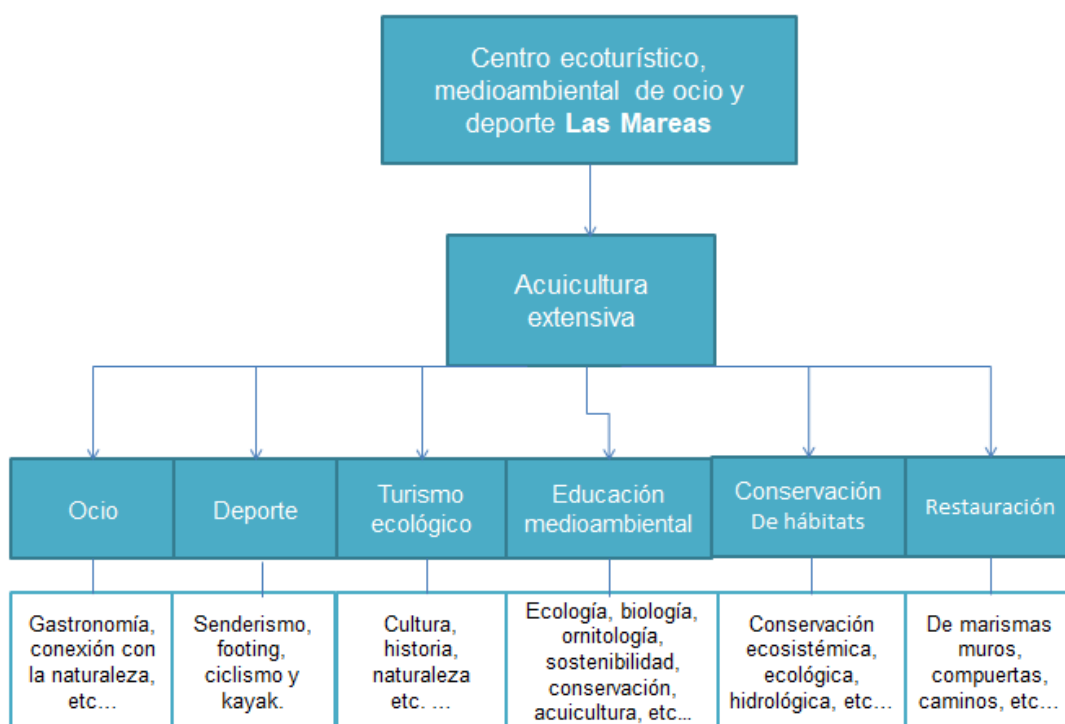 Centro ecoturístico,
medioambiental de ocio y
deporte Las Mareas
Acuicultura
extensiva
Ocio
Deporte
Turismo
ecológico
Educación
medioambiental
Conservación
De hábitats
Restauración
Gastronomía,
conexión con
la naturaleza,
etc…
Senderismo,
footing,
ciclismo y
kayak.
Cultura,
historia,
naturaleza
etc. …
Ecología, biología,
ornitología,
sostenibilidad,
conservación,
acuicultura, etc...
Conservación
ecosistémica,
ecológica,
hidrológica, etc…
De marismas
muros,
compuertas,
caminos, etc…